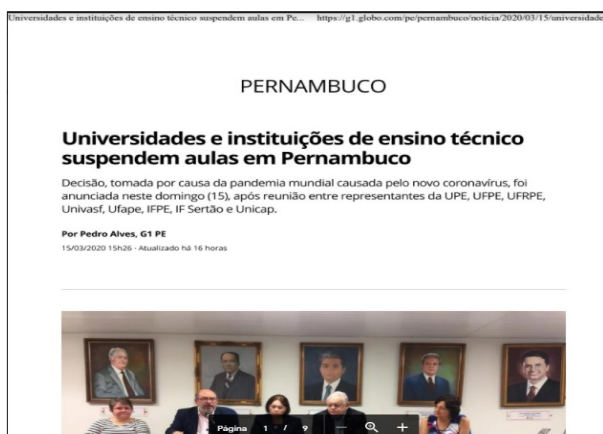 Universidades e instituições de ensino técnico suspendem aulas em Pe... https://g1.globo.com/pe/pernambuco/noticia/2020/03/15/universidade
PERNAMBUCO
Universidades e instituições de ensino técnico
suspendem aulas em Pernambuco
Decisão, tomada por causa da pandemia mundial causada pelo novo coronavírus, foi
anunciada neste domingo (15), após reunião entre representantes da UPE, UFPE, UFRPE,
Univasf, Ufape, IFPE, IF Sertão e Unicap.
Por Pedro Alves, G1 PE
15/03/2020 15h26 · Atualizado há 16 horas
Página 1 / 9